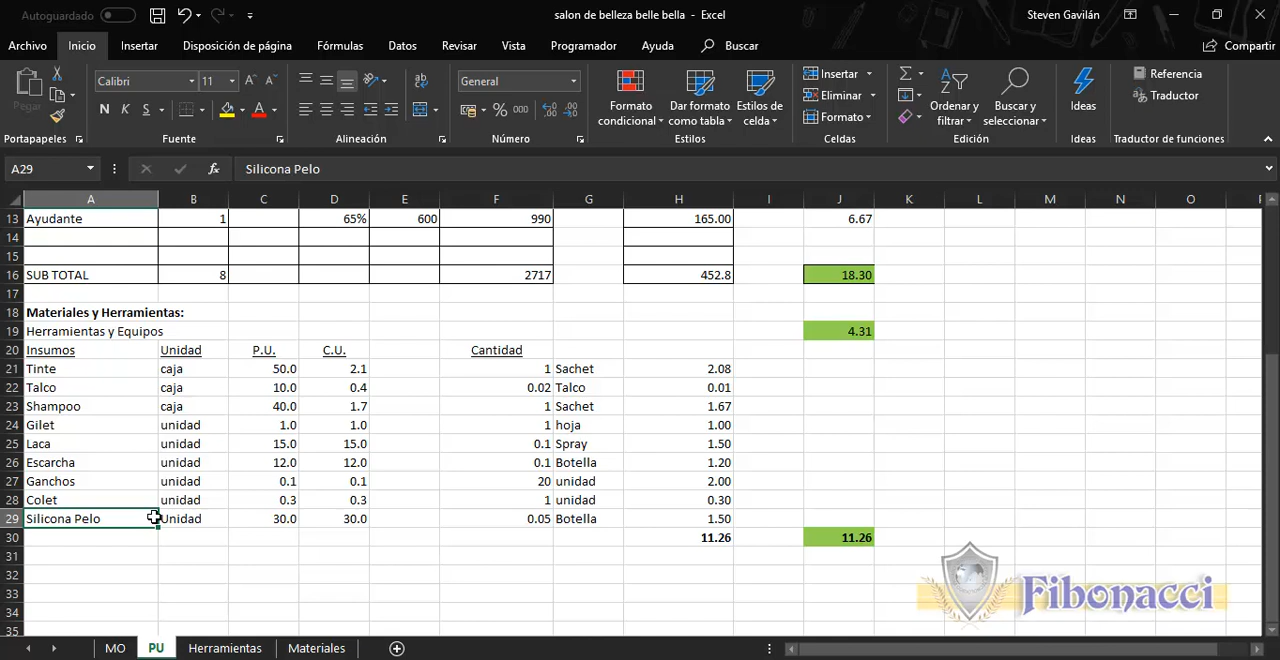 Autoguardado
salon de belleza belle bella - Excel
Steven Gavilán
Archivo Inicio Insertar Disposición de página Fórmulas Datos Revisar Vista Programador Ayuda Buscar Compartir
Pegar
Calibri 11
N K S
General
% 000
Formato condicional
Dar formato como tabla
Estilos de celda
Insertar
Eliminar
Formato
Ordenar y filtrar
Buscar y seleccionar
Ideas
Referencia
Traductor
Portapapeles Fuente Alineación Número Estilos Celdas Edición Ideas Traductor de funciones
A29 fx Silicona Pelo
A B C D E F G H I J K L M N O
13 Ayudante 1 65% 600 990 165.00 6.67
14
15
16 SUB TOTAL 8 2717 452.8 18.30
17
18 Materiales y Herramientas:
19 Herramientas y Equipos 4.31
20 Insumos Unidad P.U. C.U. Cantidad
21 Tinte caja 50.0 2.1 1 Sachet 2.08
22 Talco caja 10.0 0.4 0.02 Talco 0.01
23 Shampoo caja 40.0 1.7 1 Sachet 1.67
24 Gilet unidad 1.0 1.0 1 hoja 1.00
25 Laca unidad 15.0 15.0 0.1 Spray 1.50
26 Escarcha unidad 12.0 12.0 0.1 Botella 1.20
27 Ganchos unidad 0.1 0.1 20 unidad 2.00
28 Colet unidad 0.3 0.3 1 unidad 0.30
29 Silicona Pelo Unidad 30.0 30.0 0.05 Botella 1.50
30 11.26 11.26
31
32
33
34
35
Fibonacci
MO PU Herramientas Materiales